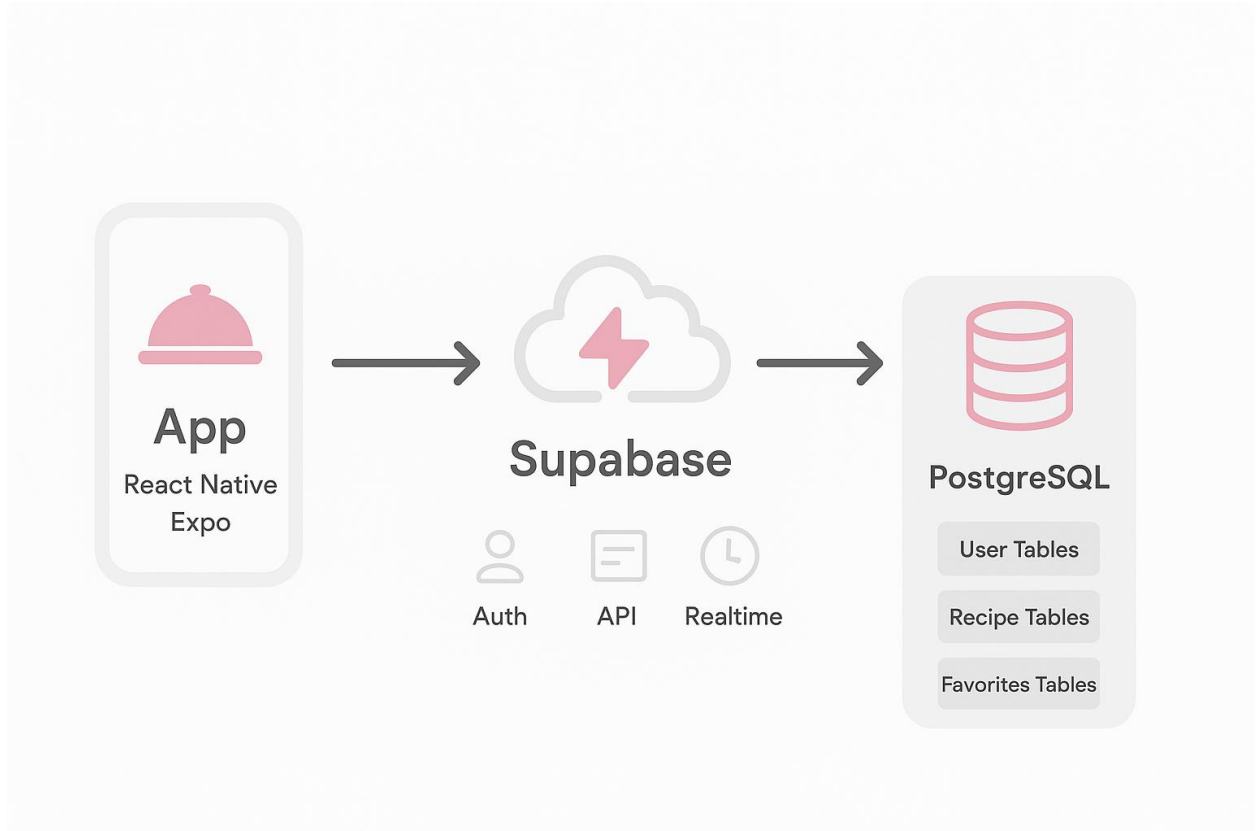 App
React Native
Expo
Supabase
Auth
API
Realtime
PostgreSQL
User Tables
Recipe Tables
Favorites Tables